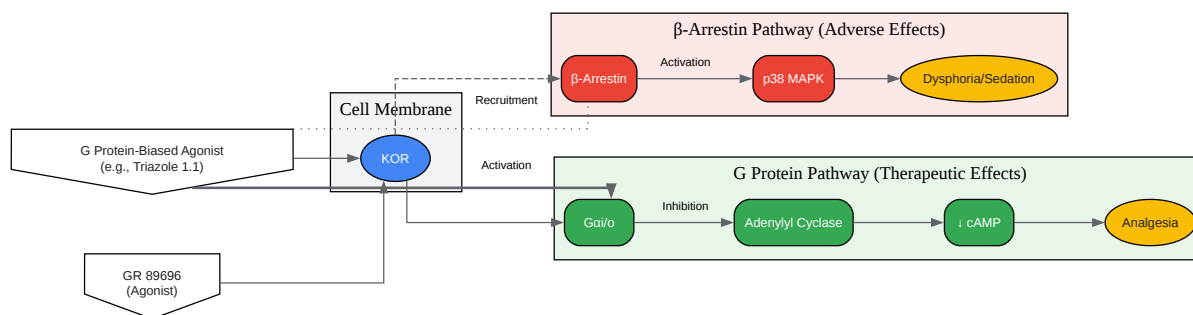 β-Arrestin Pathway (Adverse Effects)
β-Arrestin
Activation
p38 MAPK
Dysphoria/Sedation
Recruitment
Cell Membrane
KOR
G Protein-Biased Agonist
(e.g., Triazole 1.1)
Activation
G Protein Pathway (Therapeutic Effects)
Gαi/o
Inhibition
Adenylyl Cyclase
↓ cAMP
Analgesia
GR 89696
(Agonist)